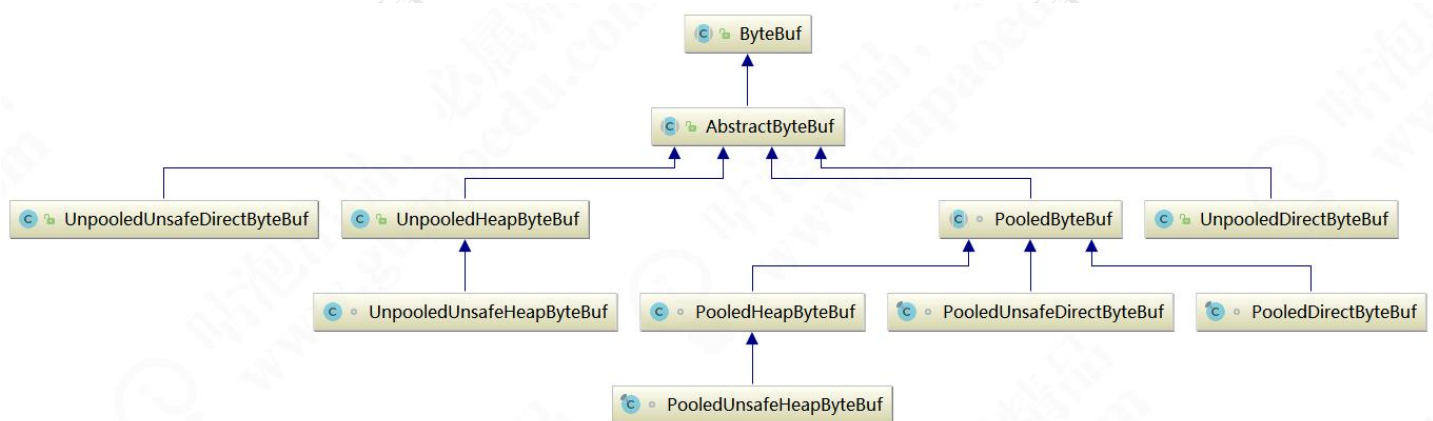 ByteBuf
AbstractByteBuf
UnpooledUnsafeDirectByteBuf UnpooledHeapByteBuf PooledByteBuf UnpooledDirectByteBuf
UnpooledUnsafeHeapByteBuf PooledHeapByteBuf PooledUnsafeDirectByteBuf PooledDirectByteBuf
PooledUnsafeHeapByteBuf